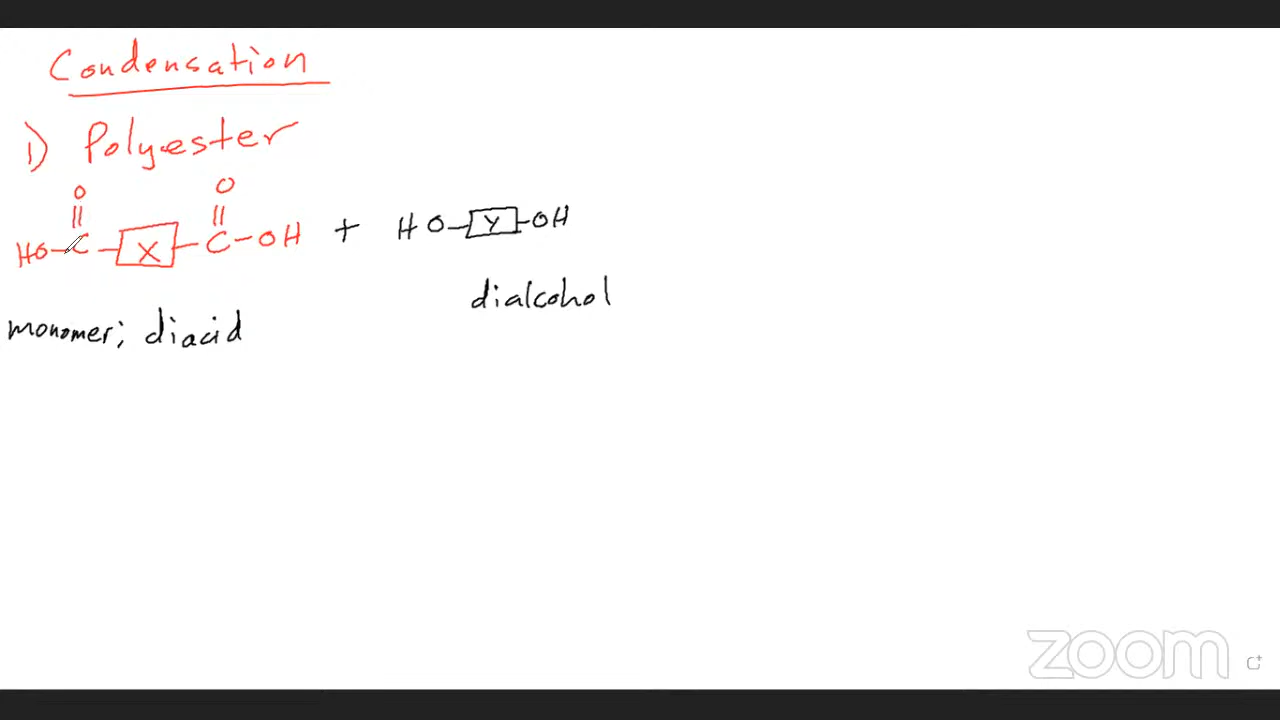 Condensation
1) Polyester
O O
|| ||
HO-C-X-C-OH + HO-Y-OH
dialcohol
monomer; diacid
zoom